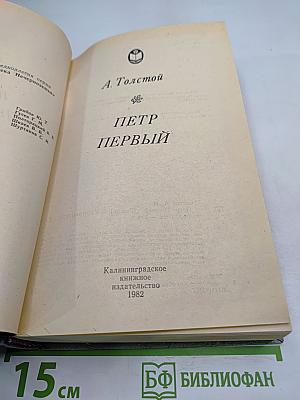 А. Толстой
ПЕТР
ПЕРВЫЙ
Калининградское
книжное
издательство
1982
15 см
БФ БИБЛИОФАН